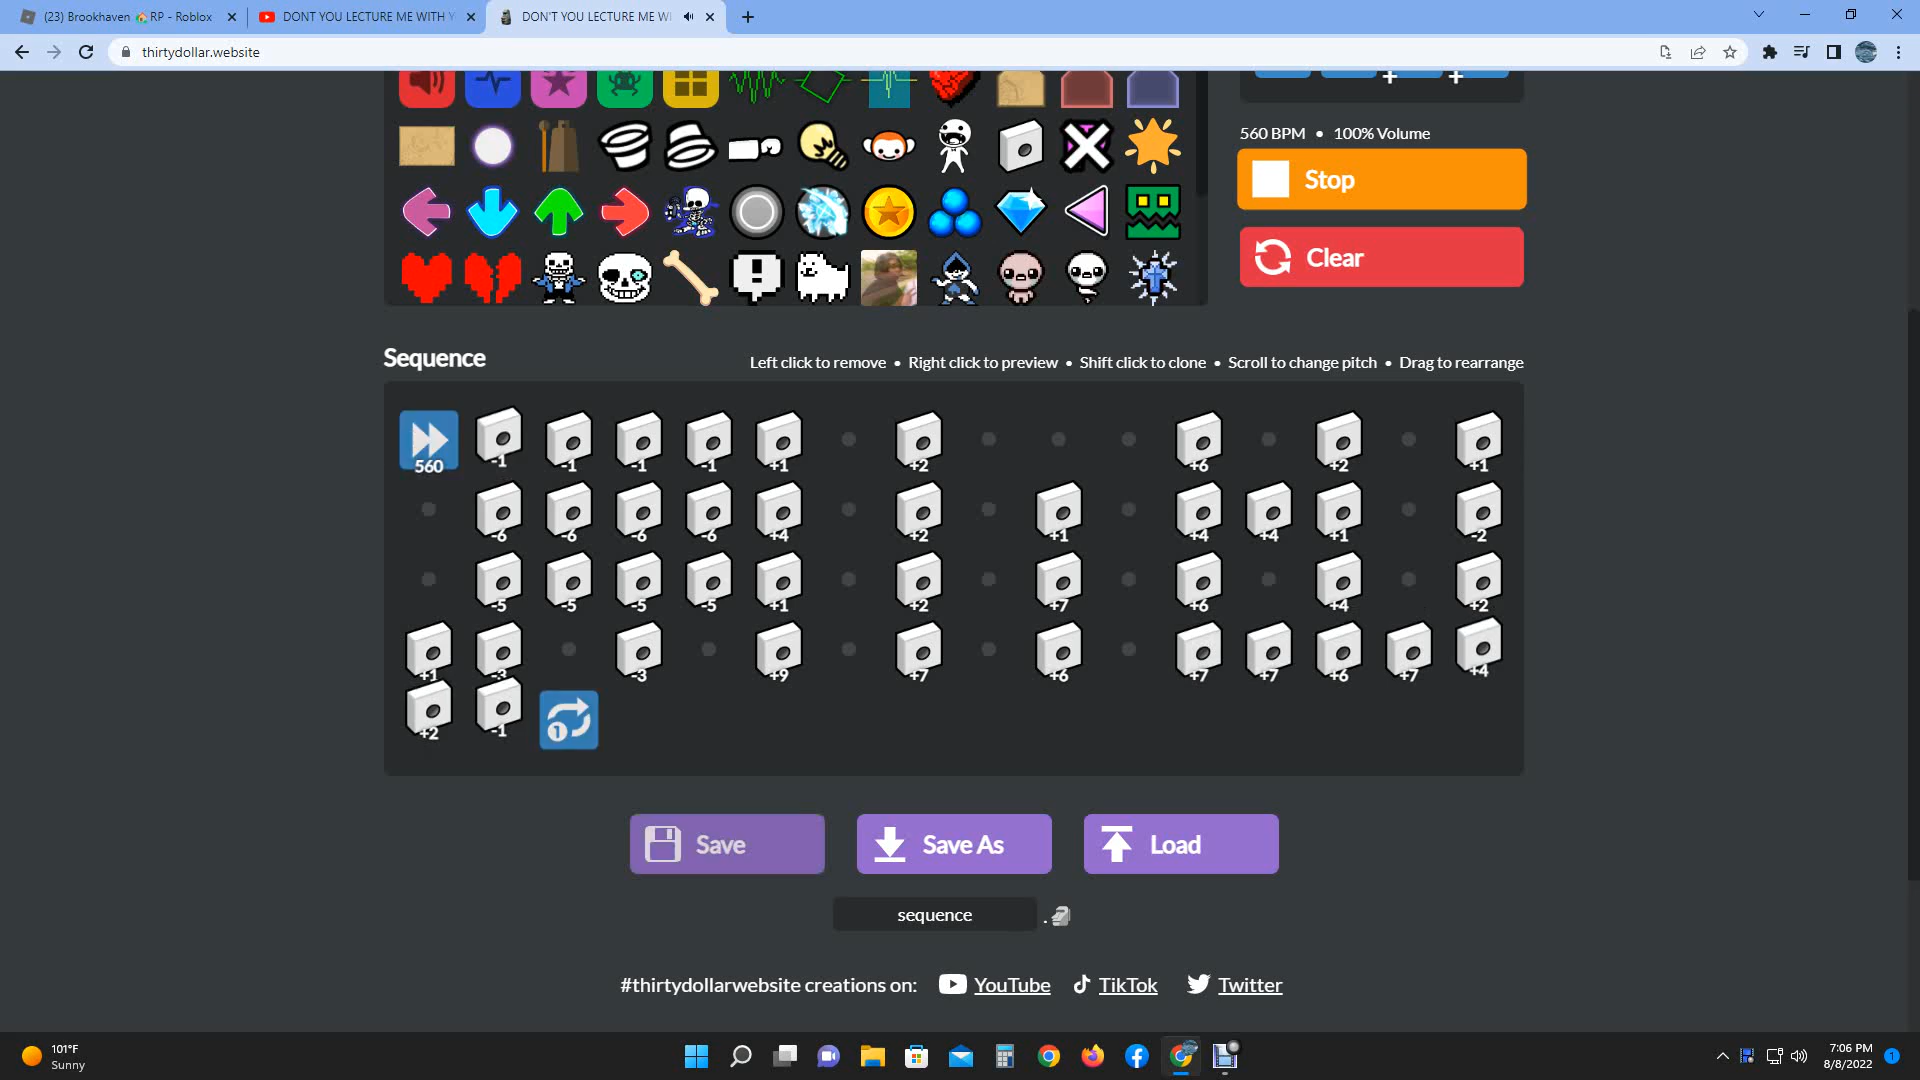 (23) Brookhaven 🏠RP - Roblox
DONT YOU LECTURE ME WITH Y
DON'T YOU LECTURE ME WI
thirtydollar.website
+ +
560 BPM • 100% Volume
Stop
Clear
!
Sequence
Left click to remove • Right click to preview • Shift click to clone • Scroll to change pitch • Drag to rearrange
560 -1 -1 -1 -1 +1 +2 +6 +2 +1
-6 -6 -6 -6 +4 +2 +1 +4 +4 +1 -2
-5 -5 -5 -5 +1 +2 +7 +6 +4 +2
+1 -3 -3 +9 +7 +6 +7 +7 +6 +7 +4
+2 -1 1
Save
Save As
Load
sequence .🗿
#thirtydollarwebsite creations on: YouTube TikTok Twitter
101°F
Sunny
7:06 PM
8/8/2022
1